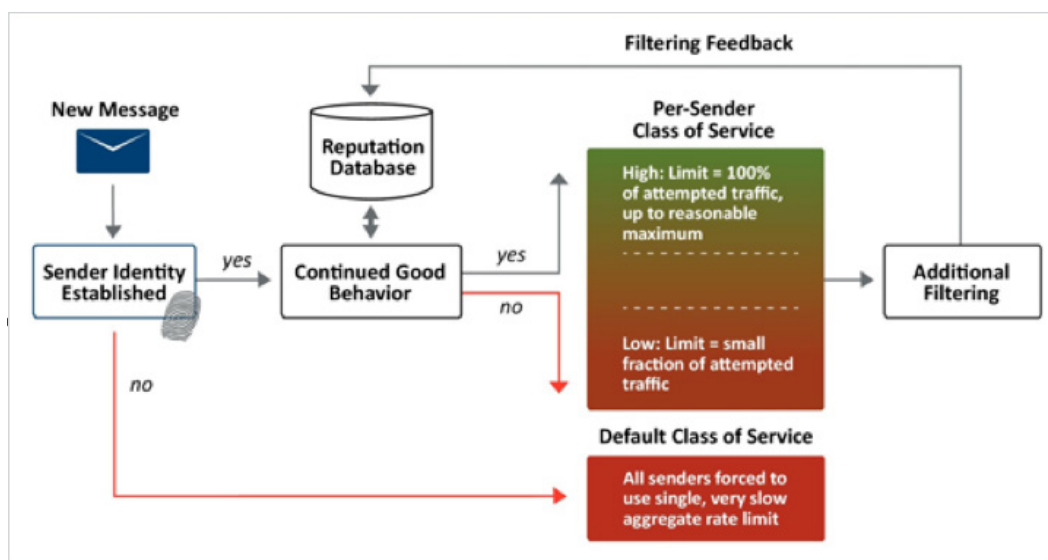 Filtering Feedback
New Message
Reputation
Database
Per-Sender
Class of Service
High: Limit = 100%
of attempted traffic,
up to reasonable
maximum
Sender Identity
Established
yes
Continued Good
Behavior
yes
no
Additional
Filtering
Low: Limit = small
fraction of attempted
traffic
no
Default Class of Service
All senders forced to
use single, very slow
aggregate rate limit